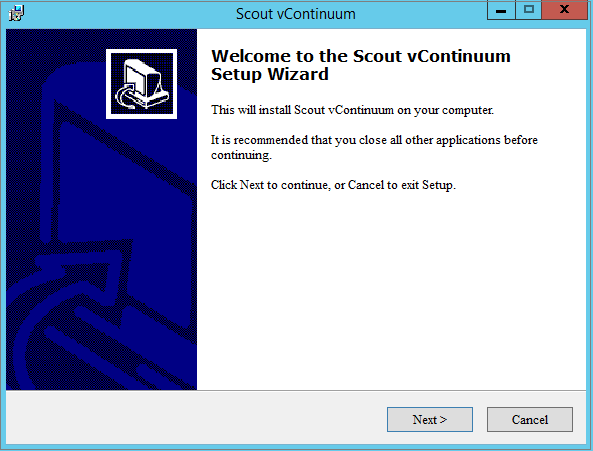 Scout vContinuum
Welcome to the Scout vContinuum
Setup Wizard
This will install Scout vContinuum on your computer.
It is recommended that you close all other applications before
continuing.
Click Next to continue, or Cancel to exit Setup.
Next >
Cancel